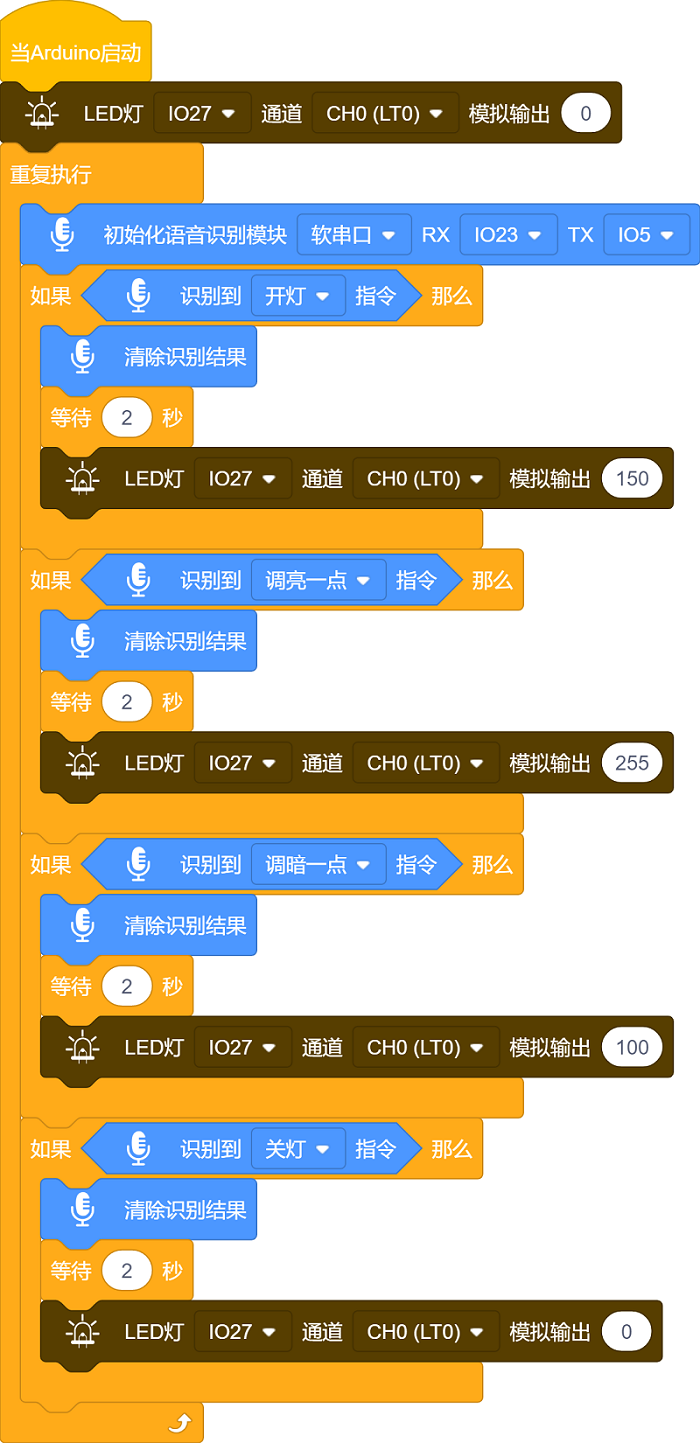 当Arduino启动
LED灯 IO27 通道 CH0 (LT0) 模拟输出 0
重复执行
初始化语音识别模块 软串口 RX IO23 TX IO5
如果 识别到 开灯 指令 那么
清除识别结果
等待 2 秒
LED灯 IO27 通道 CH0 (LT0) 模拟输出 150
如果 识别到 调亮一点 指令 那么
清除识别结果
等待 2 秒
LED灯 IO27 通道 CH0 (LT0) 模拟输出 255
如果 识别到 调暗一点 指令 那么
清除识别结果
等待 2 秒
LED灯 IO27 通道 CH0 (LT0) 模拟输出 100
如果 识别到 关灯 指令 那么
清除识别结果
等待 2 秒
LED灯 IO27 通道 CH0 (LT0) 模拟输出 0